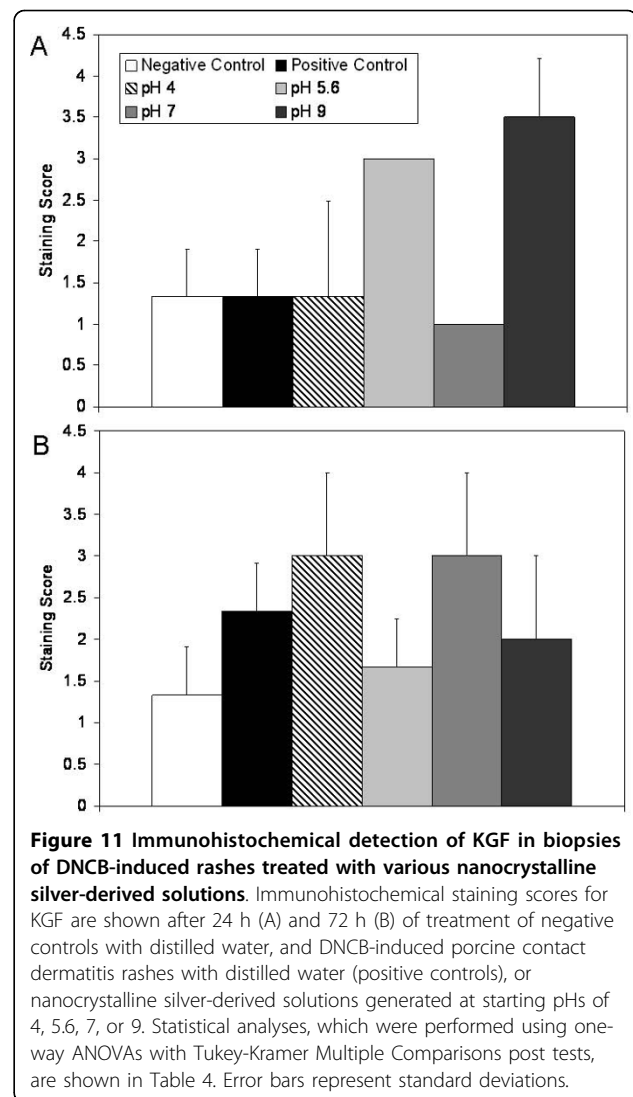 A
4.5
4
3.5
3
2.5
2
1.5
1
0.5
0
Staining Score
Negative Control Positive Control
pH 4 pH 5.6
pH 7 pH 9
B
4.5
4
3.5
3
2.5
2
1.5
1
0.5
0
Staining Score
Figure 11 Immunohistochemical detection of KGF in biopsies
of DNCB-induced rashes treated with various nanocrystalline
silver-derived solutions. Immunohistochemical staining scores for
KGF are shown after 24 h (A) and 72 h (B) of treatment of negative
controls with distilled water, and DNCB-induced porcine contact
dermatitis rashes with distilled water (positive controls), or
nanocrystalline silver-derived solutions generated at starting pHs of
4, 5.6, 7, or 9. Statistical analyses, which were performed using one-
way ANOVAs with Tukey-Kramer Multiple Comparisons post tests,
are shown in Table 4. Error bars represent standard deviations.